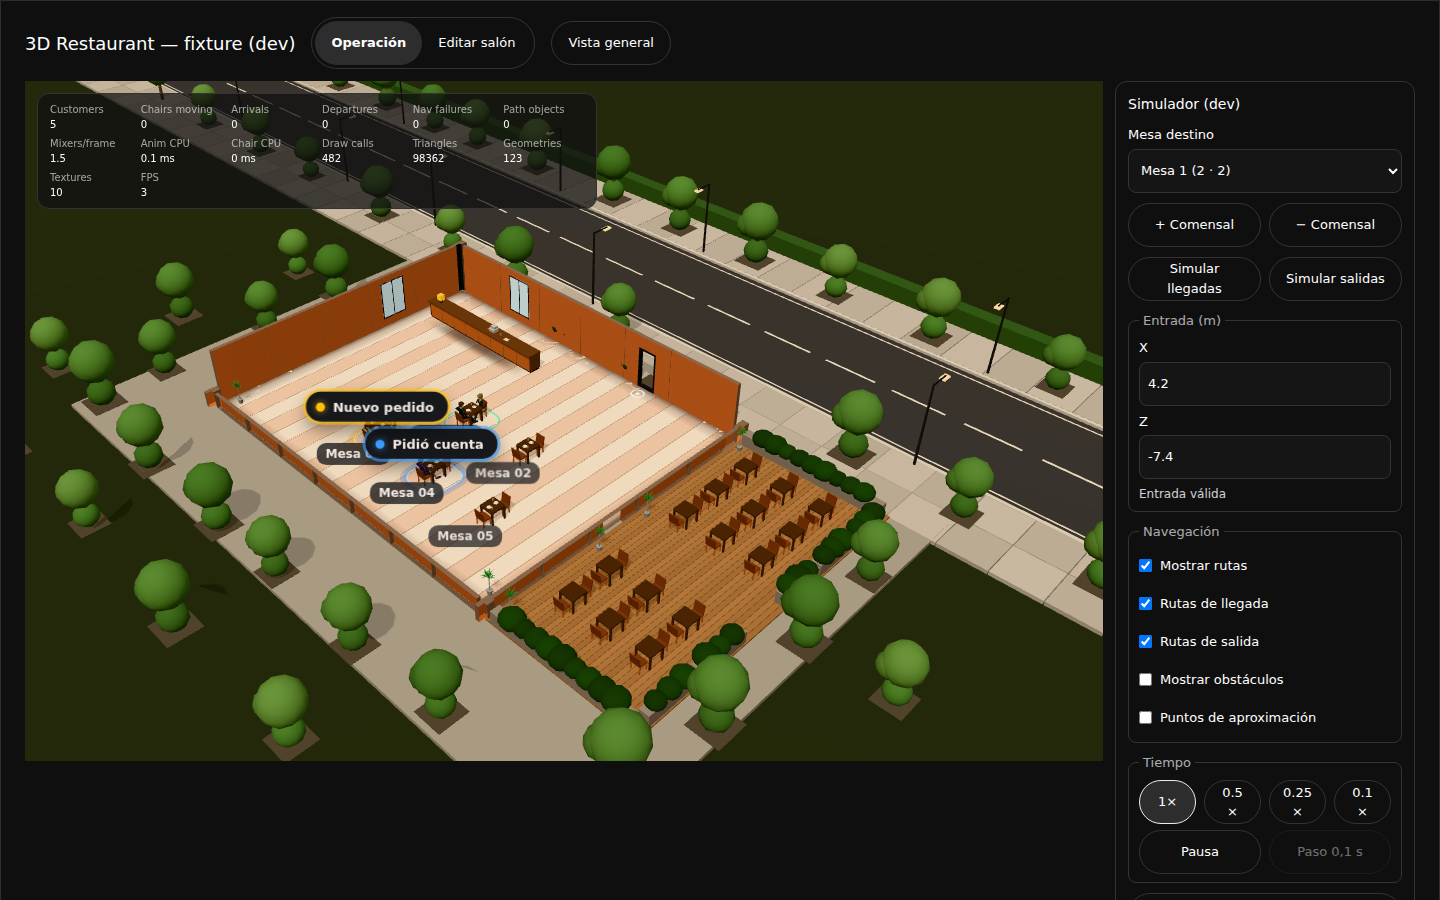 3D Restaurant — fixture (dev)
Operación
Editar salón
Vista general
Customers
5
Chairs moving
0
Arrivals
0
Departures
0
Nav failures
0
Path objects
0
Mixers/frame
1.5
Anim CPU
0.1 ms
Chair CPU
0 ms
Draw calls
482
Triangles
98362
Geometries
123
Textures
10
FPS
3
Nuevo pedido
Pidió cuenta
Mesa
Mesa 02
Mesa 04
Mesa 05
Simulador (dev)
Mesa destino
Mesa 1 (2 · 2)
+ Comensal
− Comensal
Simular
llegadas
Simular salidas
Entrada (m)
X
4.2
Z
-7.4
Entrada válida
Navegación
Mostrar rutas
Rutas de llegada
Rutas de salida
Mostrar obstáculos
Puntos de aproximación
Tiempo
1×
0.5
×
0.25
×
0.1
×
Pausa
Paso 0,1 s